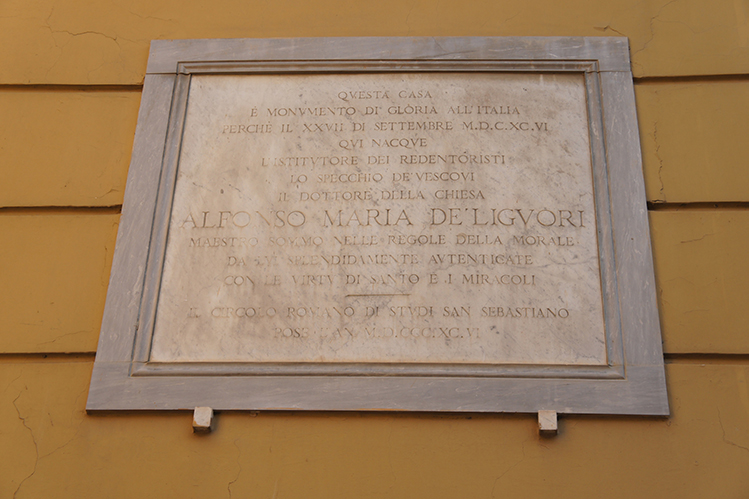 QVESTA CASA
È MONVMENTO DI GLORIA ALL'ITALIA
PERCHÈ IL XXVII DI SETTEMBRE M.D.C.XC.VI
QVI NACQVE
L'ISTITVTORE DEI REDENTORISTI
LO SPECCHIO DE' VESCOVI
IL DOTTORE DELLA CHIESA
ALFONSO MARIA DE' LIGVORI
MAESTRO SOMMO NELLE REGOLE DELLA MORALE
DA LVI SPLENDIDAMENTE AVTENTICATE
CON LE VIRTV DI SANTO E I MIRACOLI
IL CIRCOLO ROMANO DI STVDI SAN SEBASTIANO
POSE L'AN M.D.CCC.XC.VI